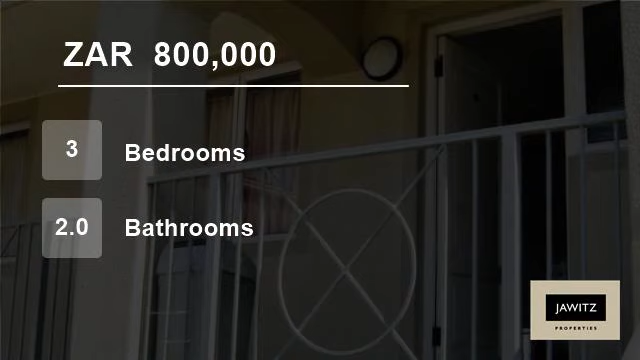 ZAR 800,000
3 Bedrooms
2.0 Bathrooms
JAWITZ
PROPERTIES